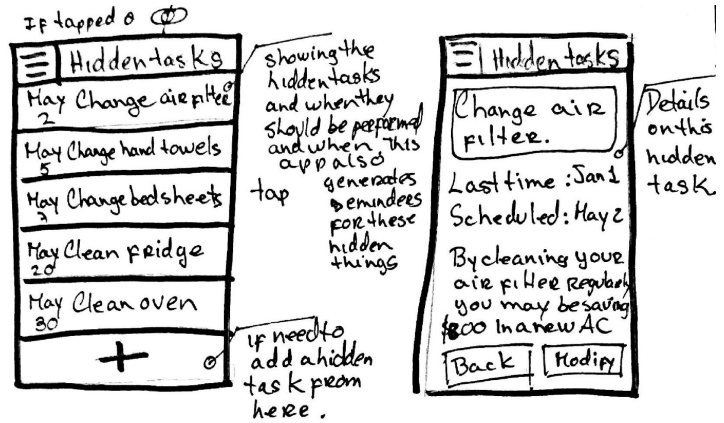 If tapped o
Hidden tasks
May 2 Change air filter
May 5 Change hand towels
May 7 Change bedsheets
May 20 Clean Fridge
May 30 Clean oven
+
showing the
hidden tasks
and when they
should be performed
and when This
app also
tap generates
reminders
for these
hidden
things
if need to
add a hidden
task from
here.
Hidden tasks
Change air
filter.
Last time : Jan 1
Scheduled: May 2
By cleaning your
air filter Regularly
you may be saving
In a new AC
Back
Modify
Details
on this
hidden
task.